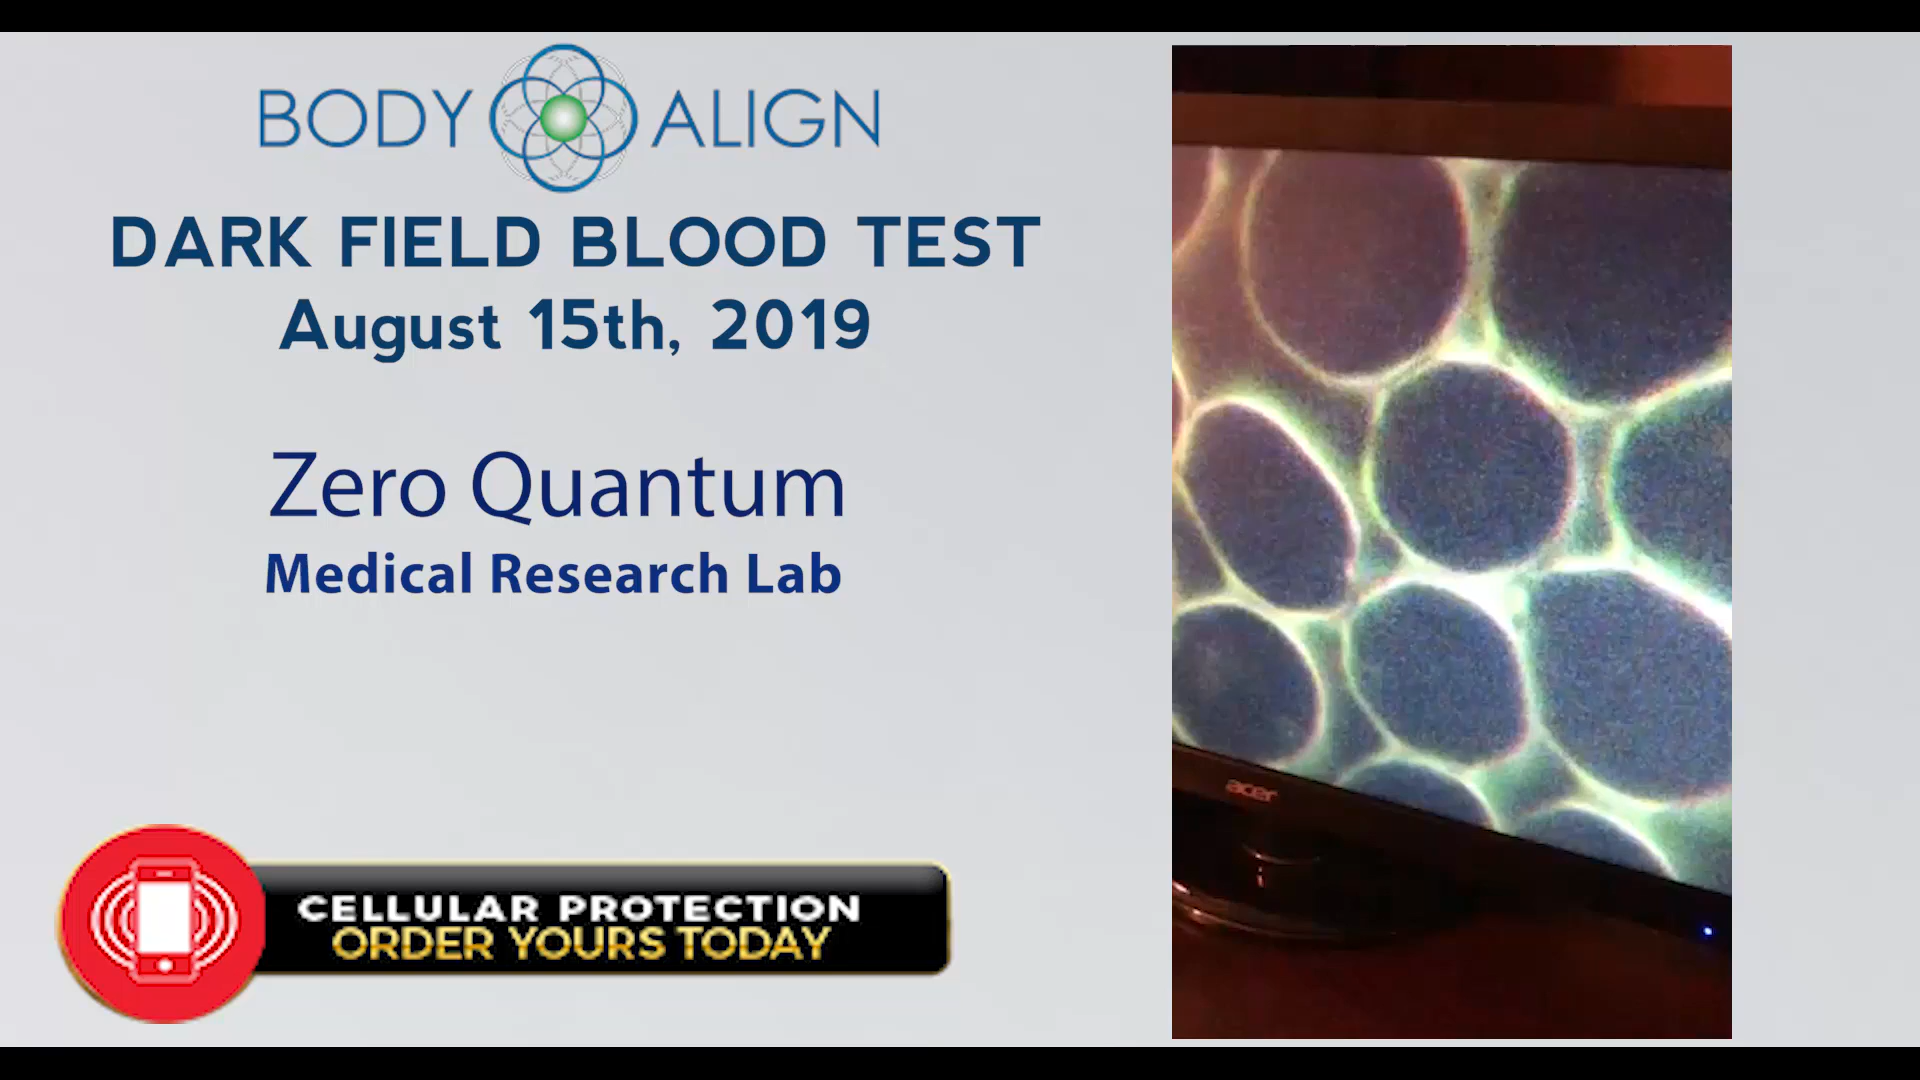 BODY ALIGN
DARK FIELD BLOOD TEST
August 15th, 2019
Zero Quantum
Medical Research Lab
CELLULAR PROTECTION
ORDER YOURS TODAY
acer